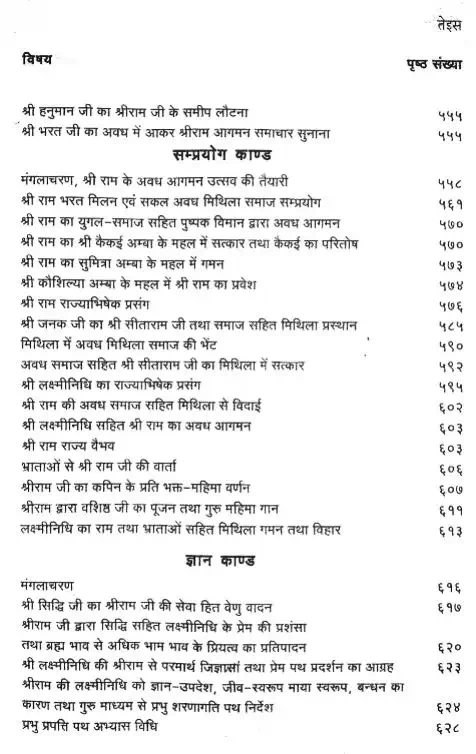 तेइस
विषय पृष्ठ संख्या
श्री हनुमान जी का श्रीराम जी के समीप लौटना ५५५
श्री भरत जी का अवध में आकर श्रीराम आगमन समाचार सुनाना ५५५
सम्प्रयोग काण्ड
मंगलाचरण, श्री राम के अवध आगमन उत्सव की तैयारी ५५८
श्री राम भरत मिलन एवं सकल अवध मिथिला समाज सम्प्रयोग ५६१
श्री राम का युगल-समाज सहित पुष्पक विमान द्वारा अवध आगमन ५७०
श्री राम का श्री कैकई अम्बा के महल में सत्कार तथा कैकई का परितोष ५७०
श्री राम का सुमित्रा अम्बा के महल में गमन ५७३
श्री कौशिल्या अम्बा के महल में श्री राम का प्रवेश ५७४
श्री राम राज्याभिषेक प्रसंग ५७६
श्री जनक जी का श्री सीताराम जी तथा समाज सहित मिथिला प्रस्थान ५८५
मिथिला में अवध मिथिला समाज की भेंट ५९०
अवध समाज सहित श्री सीताराम जी का मिथिला में सत्कार ५९२
श्री लक्ष्मीनिधि का राज्याभिषेक प्रसंग ५९५
श्री राम की अवध समाज सहित मिथिला से विदाई ६०२
श्री लक्ष्मीनिधि सहित श्री राम का अवध आगमन ६०३
श्री राम राज्य वैभव ६०३
भ्राताओं से श्री राम जी की वार्ता ६०६
श्रीराम जी का कपिन के प्रति भक्त-महिमा वर्णन ६०७
श्रीराम द्वारा वशिष्ठ जी का पूजन तथा गुरु महिमा गान ६११
लक्ष्मीनिधि का राम तथा भ्राताओं सहित मिथिला गमन तथा विहार ६१३
ज्ञान काण्ड
मंगलाचरण ६१६
श्री सिद्धि जी का श्रीराम जी की सेवा हित वेणु वादन ६१७
श्रीराम जी द्वारा सिद्धि सहित लक्ष्मीनिधि के प्रेम की प्रशंसा
तथा ब्रह्म भाव से अधिक भाम भाव के प्रियत्व का प्रतिपादन ६२०
श्री लक्ष्मीनिधि की श्रीराम से परमार्थ जिज्ञासां तथा प्रेम पथ प्रदर्शन का आग्रह ६२३
श्रीराम की लक्ष्मीनिधि को ज्ञान-उपदेश, जीव-स्वरूप माया स्वरूप, बन्धन का
कारण तथा गुरु माध्यम से प्रभु शरणागति पथ निर्देश ६२४
प्रभु प्रपत्ति पथ अभ्यास विधि ६२८